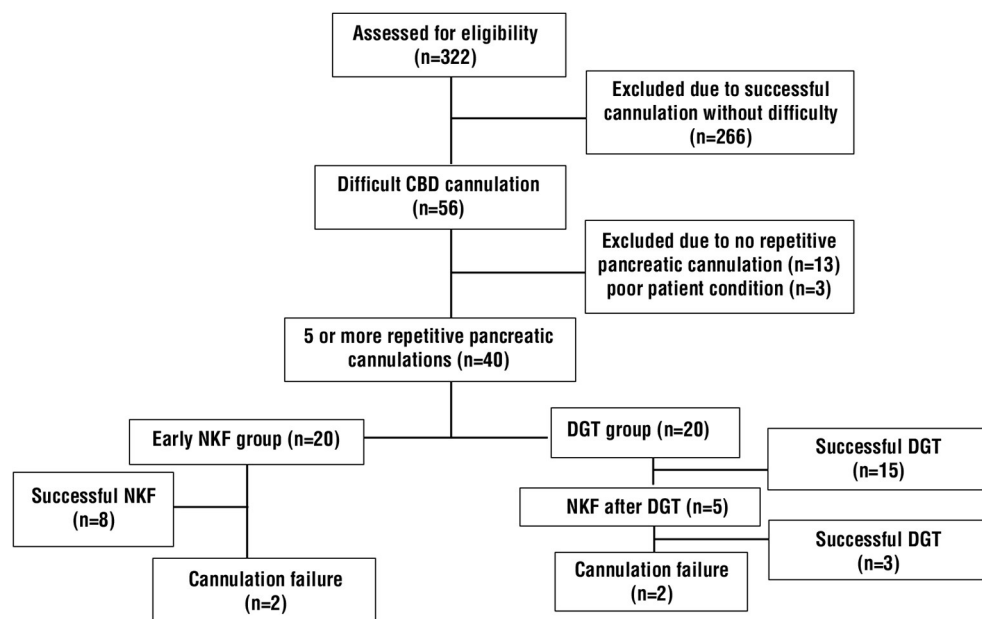 Assessed for eligibility
(n=322)
Excluded due to successful
cannulation without difficulty
(n=266)
Difficult CBD cannulation
(n=56)
Excluded due to no repetitive
pancreatic cannulation (n=13)
poor patient condition (n=3)
5 or more repetitive pancreatic
cannulations (n=40)
Early NKF group (n=20)
DGT group (n=20)
Successful NKF
(n=8)
Successful DGT
(n=15)
NKF after DGT (n=5)
Cannulation failure
(n=2)
Successful DGT
(n=3)
Cannulation failure
(n=2)